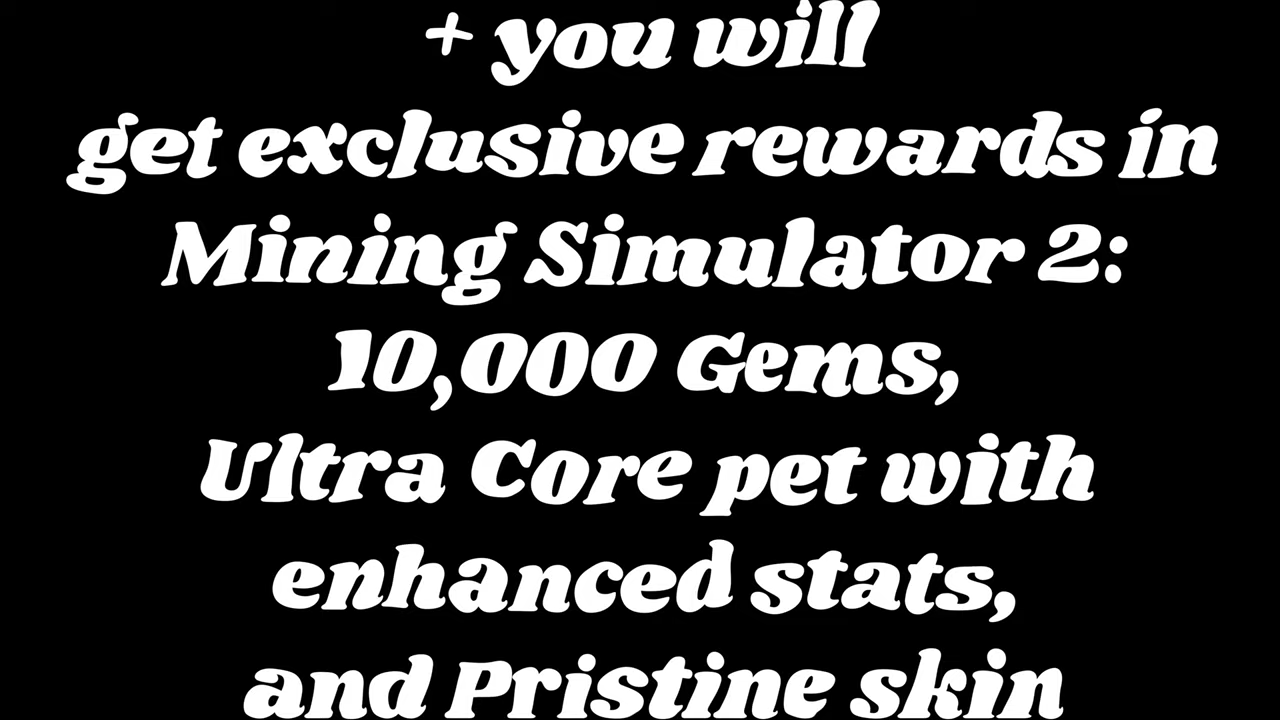 + you will
get exclusive rewards in
Mining Simulator 2:
10,000 Gems,
Ultra Core pet with
enhanced stats,
and Pristine skin